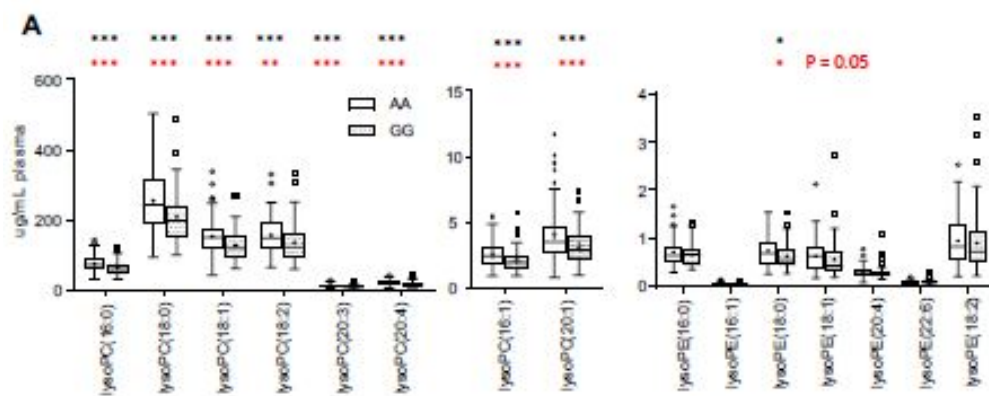 A
*** *** *** *** *** *** *** *** *
*** *** *** ** *** *** *** *** * P = 0.05
AA
GG
ug/mL plasma
600
400
200
0
lysoPC(16:0)
lysoPC(18:0)
lysoPC(18:1)
lysoPC(18:2)
lysoPC(20:3)
lysoPC(20:4)
15
10
5
0
lysoPC(16:1)
lysoPC(20:1)
4
3
2
1
0
lysoPE(16:0)
lysoPE(16:1)
lysoPE(18:0)
lysoPE(18:1)
lysoPE(20:4)
lysoPE(22:6)
lysoPE(18:2)